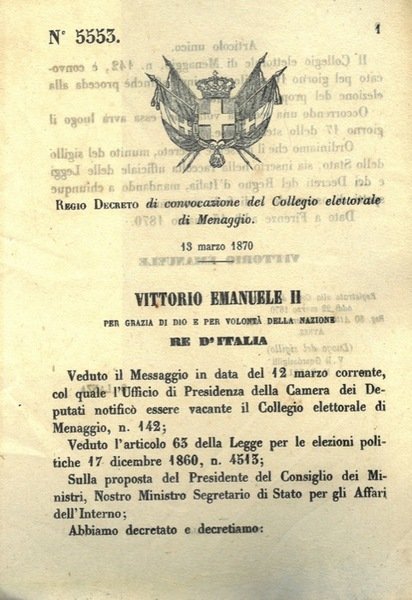 N° 5553.
1
REGIO DECRETO di convocazione del Collegio elettorale
di Menaggio.
13 marzo 1870
VITTORIO EMANUELE II
PER GRAZIA DI DIO E PER VOLONTÀ DELLA NAZIONE
RE D'ITALIA
Veduto il Messaggio in data del 12 marzo corrente,
col quale l'Ufficio di Presidenza della Camera dei De-
putati notificò essere vacante il Collegio elettorale di
Menaggio, n. 142;
Veduto l'articolo 63 della Legge per le elezioni poli-
tiche 17 dicembre 1860, n. 4513;
Sulla proposta del Presidente del Consiglio dei Mi-
nistri, Nostro Ministro Segretario di Stato per gli Affari
dell'Interno;
Abbiamo decretato e decretiamo: